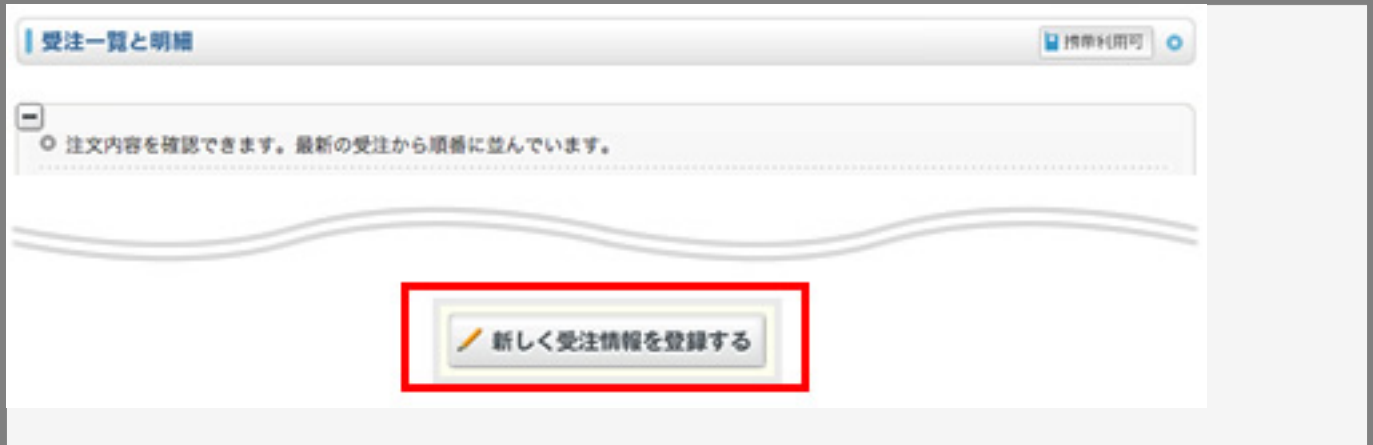 受注一覧と明細
携帯利用可
注文内容を確認できます。最新の受注から順番に並んでいます。
新しく受注情報を登録する